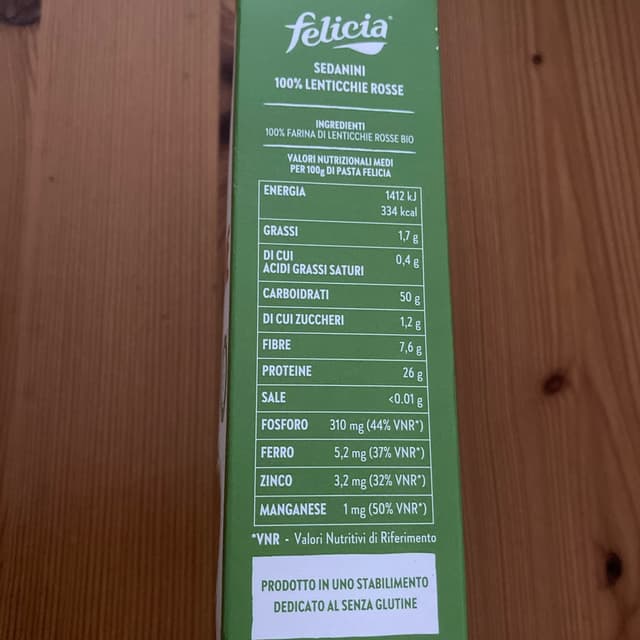 felicia
SEDANINI
100% LENTICCHIE ROSSE
INGREDIENTI
100% FARINA DI LENTICCHIE ROSSE BIO
VALORI NUTRIZIONALI MEDI
PER 100g DI PASTA FELICIA
ENERGIA 1412 kJ
334 kcal
GRASSI 1,7 g
DI CUI
ACIDI GRASSI SATURI 0,4 g
CARBOIDRATI 50 g
DI CUI ZUCCHERI 1,2 g
FIBRE 7,6 g
PROTEINE 26 g
SALE <0.01 g
FOSFORO 310 mg (44% VNR*)
FERRO 5,2 mg (37% VNR*)
ZINCO 3,2 mg (32% VNR*)
MANGANESE 1 mg (50% VNR*)
*VNR - Valori Nutritivi di Riferimento
PRODOTTO IN UNO STABILIMENTO
DEDICATO AL SENZA GLUTINE